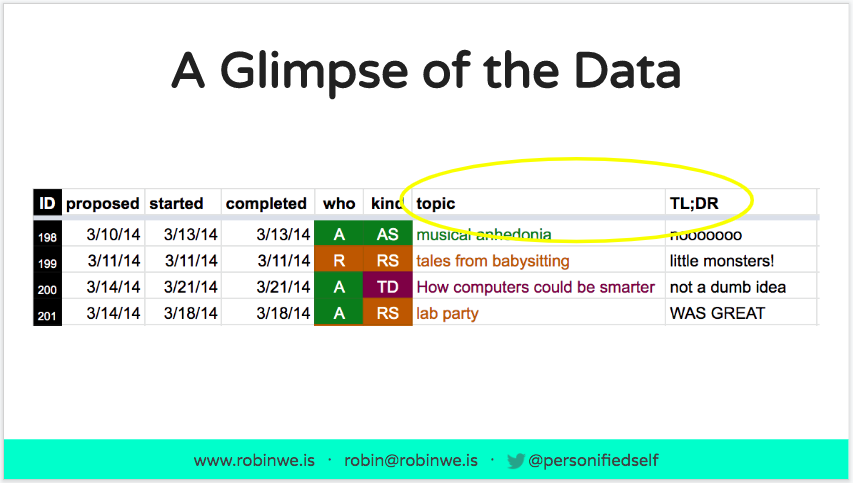 A Glimpse of the Data
ID proposed started completed who kind topic TL;DR
198 3/10/14 3/13/14 3/13/14 A AS musical anhedonia nooooooo
199 3/11/14 3/11/14 3/11/14 R RS tales from babysitting little monsters!
200 3/14/14 3/21/14 3/21/14 A TD How computers could be smarter not a dumb idea
201 3/14/14 3/18/14 3/18/14 A RS lab party WAS GREAT
www.robinwe.is · robin@robinwe.is · @personifiedself